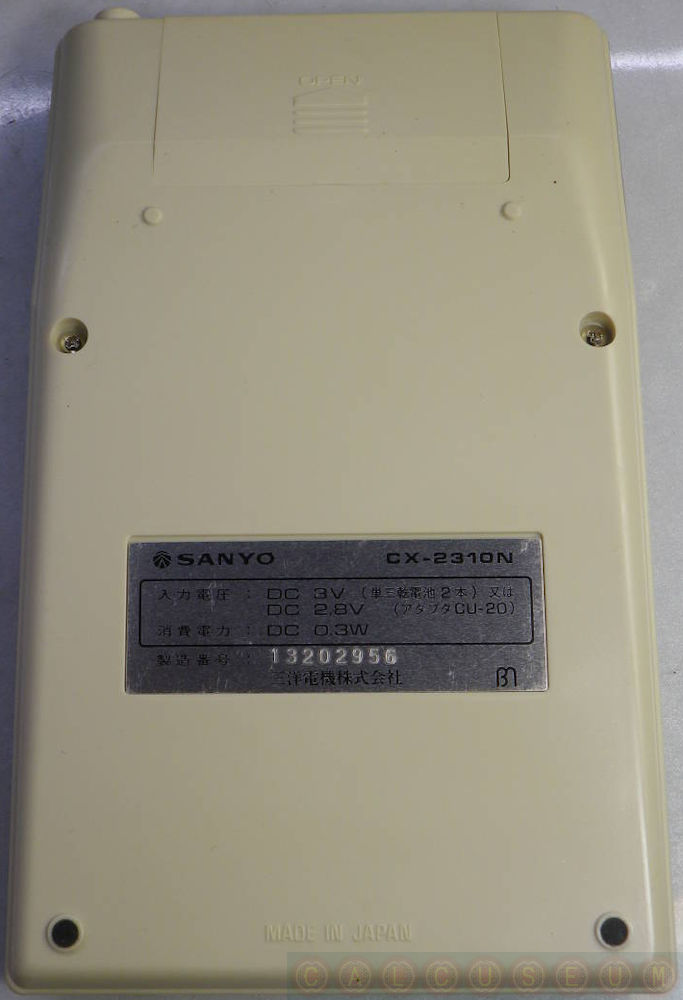 OPEN
SANYO CX-2310N
入力電圧: DC 3V (単三乾電池2本)又は
DC 2.8V (アダプタCU-20)
消費電力: DC 0.3W
製造番号: 13202956
三洋電機株式会社
MADE IN JAPAN
CALCUSEUM